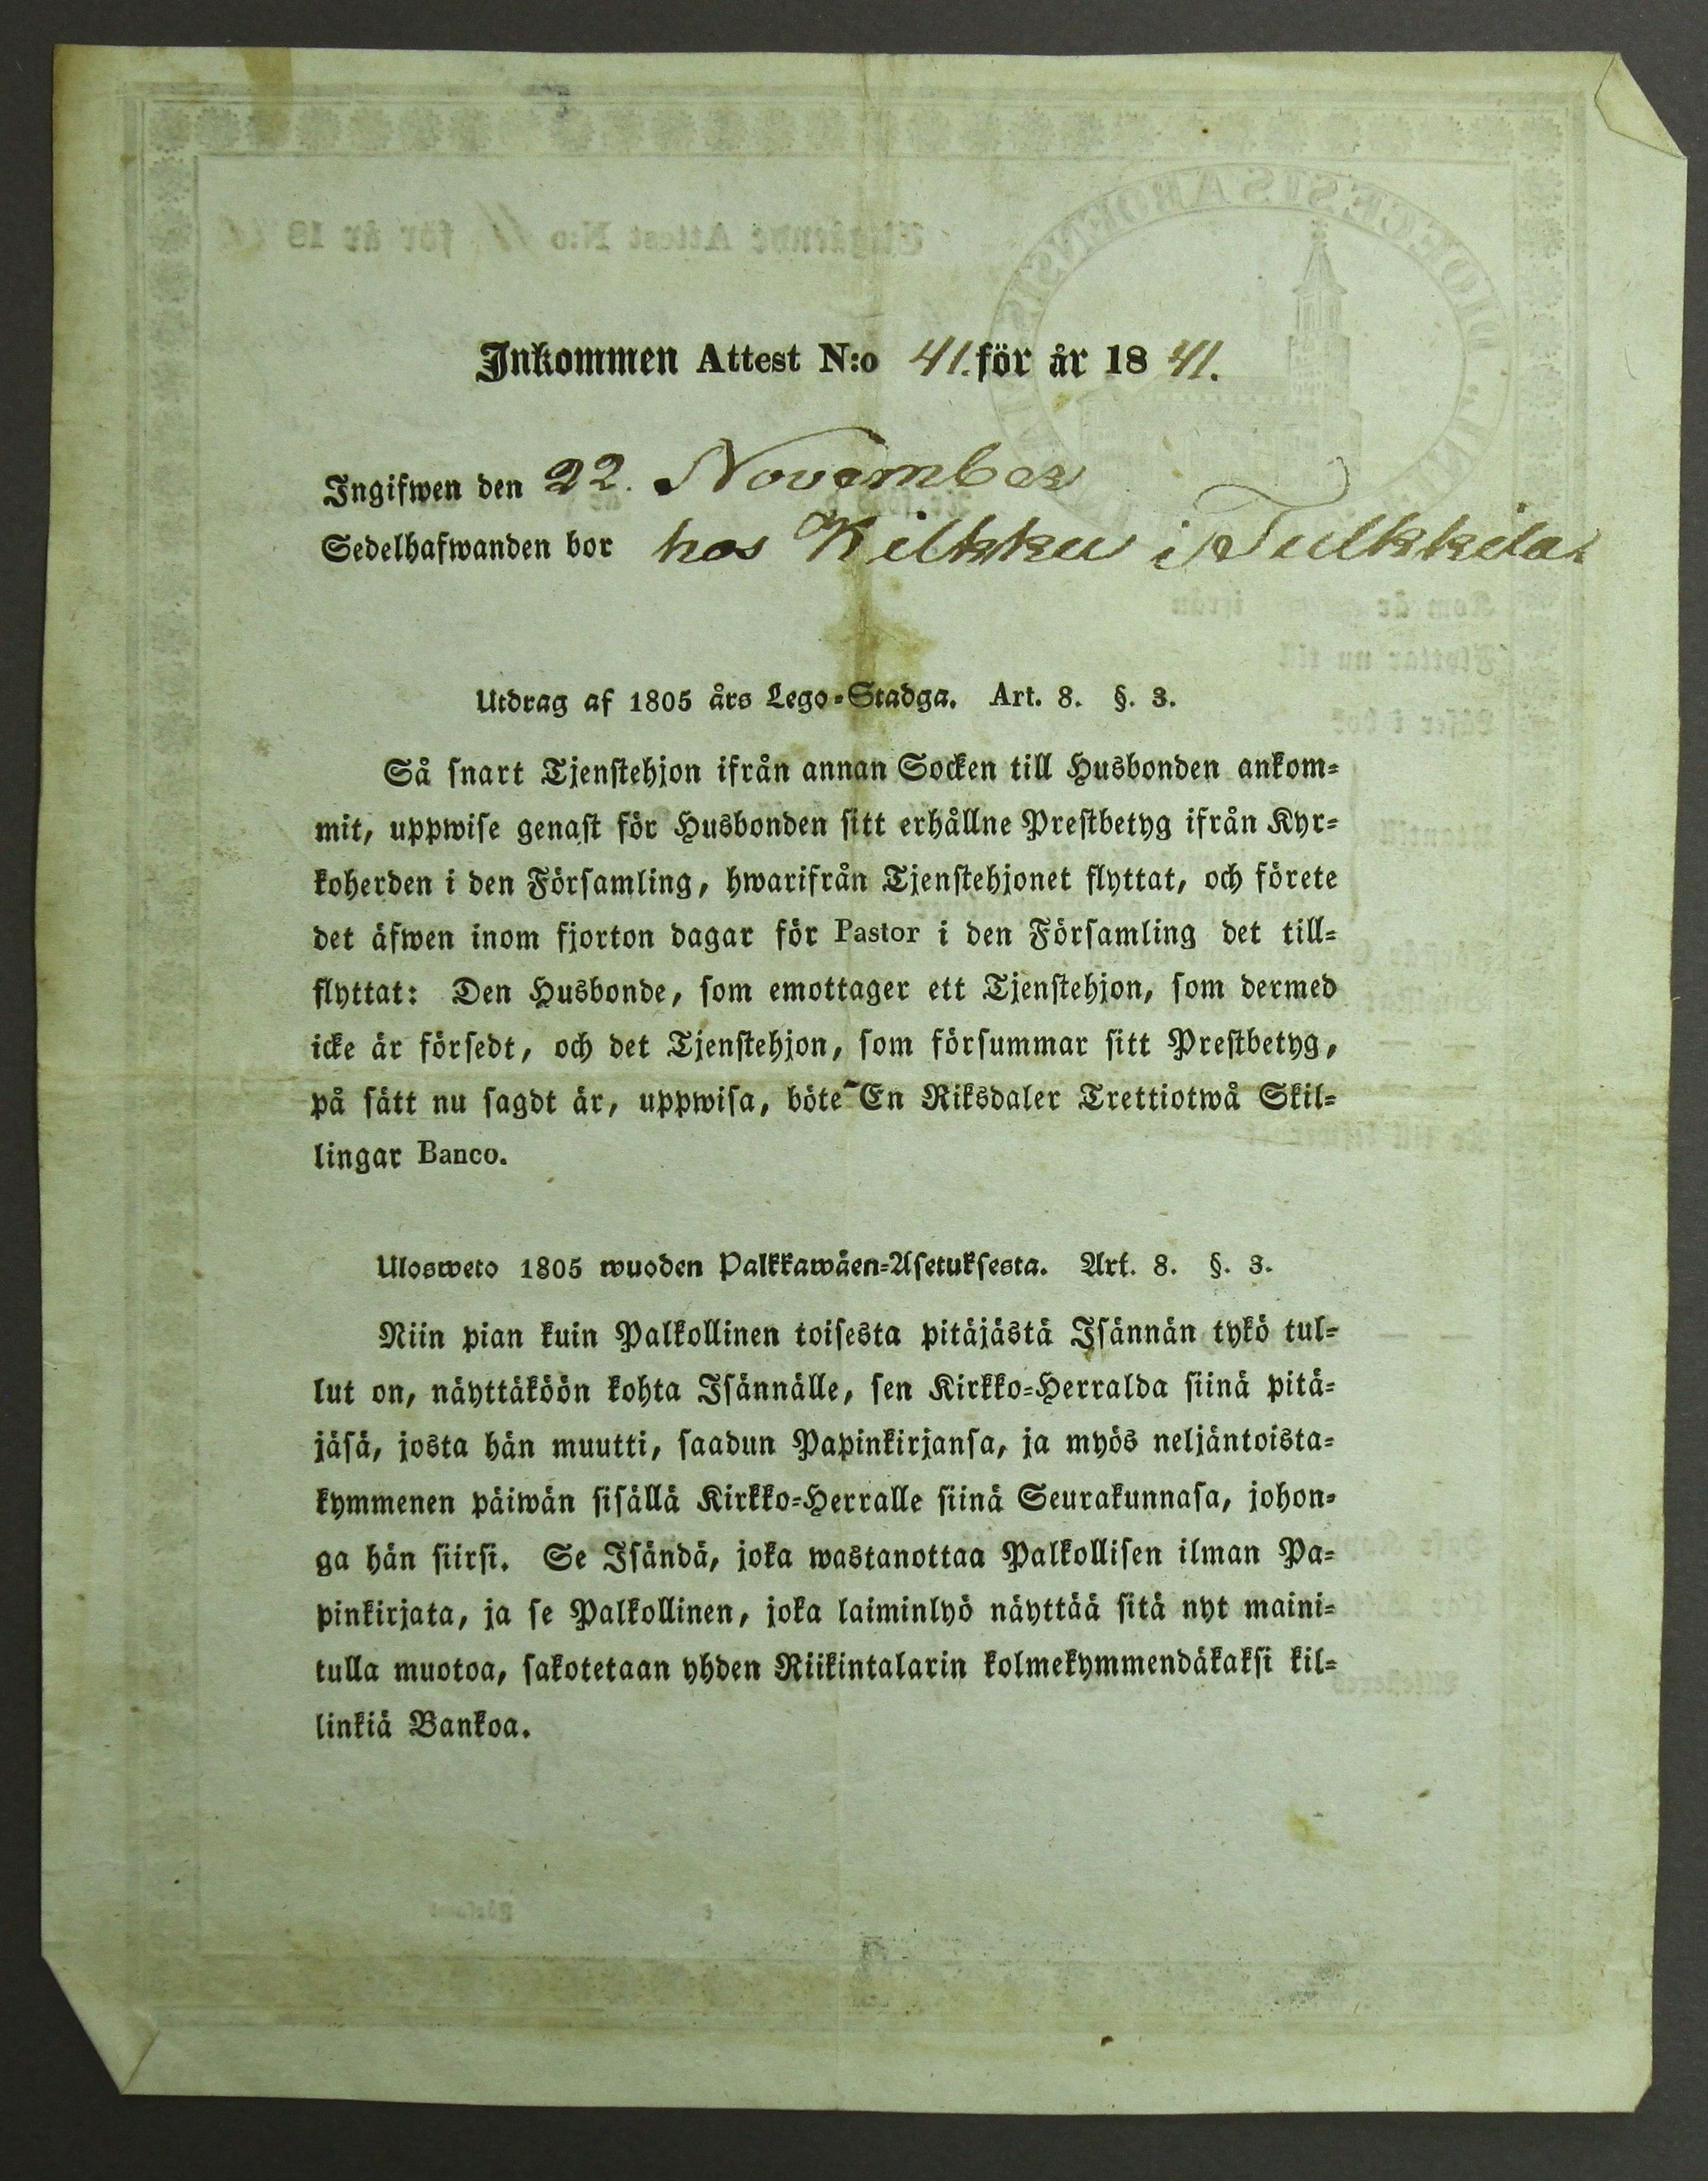 Inkommen Attest N:o 41. för år 1841.
Ingifwen den 22. November
Sedelhafwanden bor hos Kilkku i Tulkkila
Utdrag af 1805 års Lego-Stadga. Art. 8. §. 3.
Så snart Tjenstehjon ifrån annan Socken till Husbonden ankom-
mit, uppwise genast för Husbonden sitt erhållne Prestbetyg ifrån Kyr-
koherden i den Församling, hwarifrån Tjenstehjonet flyttat, och förete
det äfwen inom fjorton dagar för Pastor i den Församling det till-
flyttat: Den Husbonde, som emottager ett Tjenstehjon, som dermed
icke är försedt, och det Tjenstehjon, som försummar sitt Prestbetyg,
på sätt nu sagdt är, uppwisa, böte En Riksdaler Trettiotwå Skil-
lingar Banco.
Ulosweto 1805 wuoden Palkkawäen-Asetuksesta. Art. 8. §. 3.
Niin pian kuin Palkollinen toisesta pitäjästä Isännän tykö tul-
lut on, näyttäköön kohta Isännälle, sen Kirkko-Herralda siinä pitä-
jäsä, josta hän muutti, saadun Papinkirjansa, ja myös neljäntoista-
kymmenen päiwän sisällä Kirkko-Herralle siinä Seurakunnasa, johon-
ga hän siirsi. Se Isändä, joka wastanottaa Palkollisen ilman Pa-
pinkirjata, ja se Palkollinen, joka laiminlyö näyttää sitä nyt maini-
tulla muotoa, sakotetaan yhden Riikintalarin kolmekymmendäkaksi kil-
linkiä Bankoa.